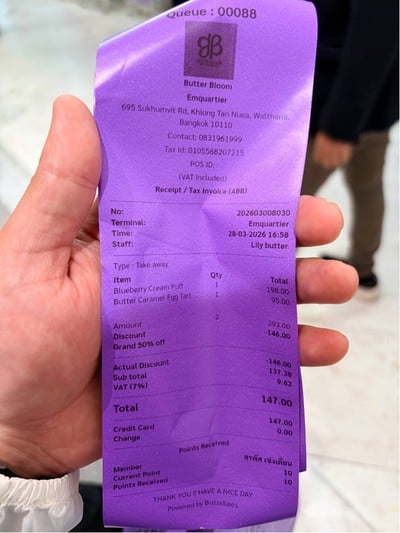 Queue : 00088
Butter Bloom
Emquartier
695 Sukhumvit Rd, Khlong Tan Nuea, Watthana,
Bangkok 10110
Contact: 0831961999
Tax Id: 0105568207215
POS ID:
(VAT Included)
Receipt / Tax Invoice (ABB)
No: 202603008030
Terminal: Emquartier
Time: 28-03-2026 16:58
Staff: Lily butter
Type : Take away
Item Qty Total
Blueberry Cream Puff 1 198.00
Butter Caramel Egg Tart 1 95.00
2
Amount 293.00
Discount -146.00
Grand 50% off
Actual Discount -146.00
Sub total 137.38
VAT (7%) 9.62
Total 147.00
Credit Card 147.00
Change 0.00
Points Received
Member
Current Point 10
Points Received 10
THANK YOU !! HAVE A NICE DAY
Powered by Buzzebees